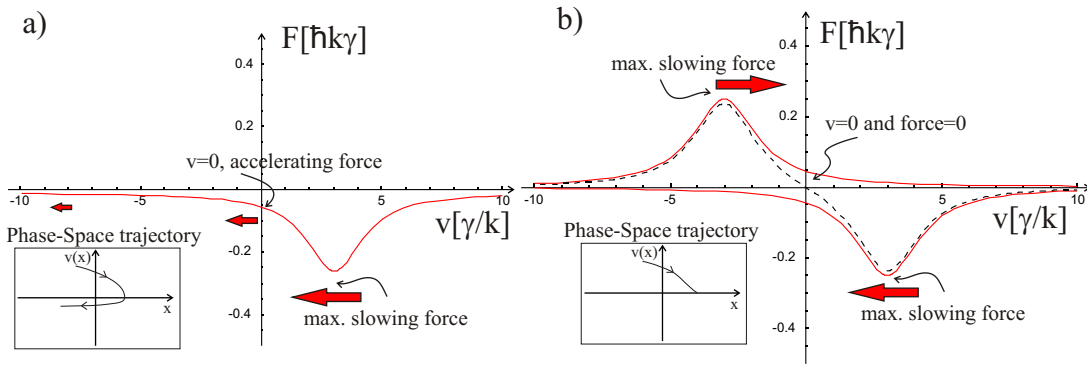 a)
F[ħkγ]
0.4
0.2
v=0, accelerating force
-10
-5
5
10
v[γ/k]
-0.2
-0.4
max. slowing force
Phase-Space trajectory
v(x)
x
b)
F[ħkγ]
0.4
max. slowing force
0.2
v=0 and force=0
-10
-5
5
10
v[γ/k]
-0.2
-0.4
max. slowing force
Phase-Space trajectory
v(x)
x